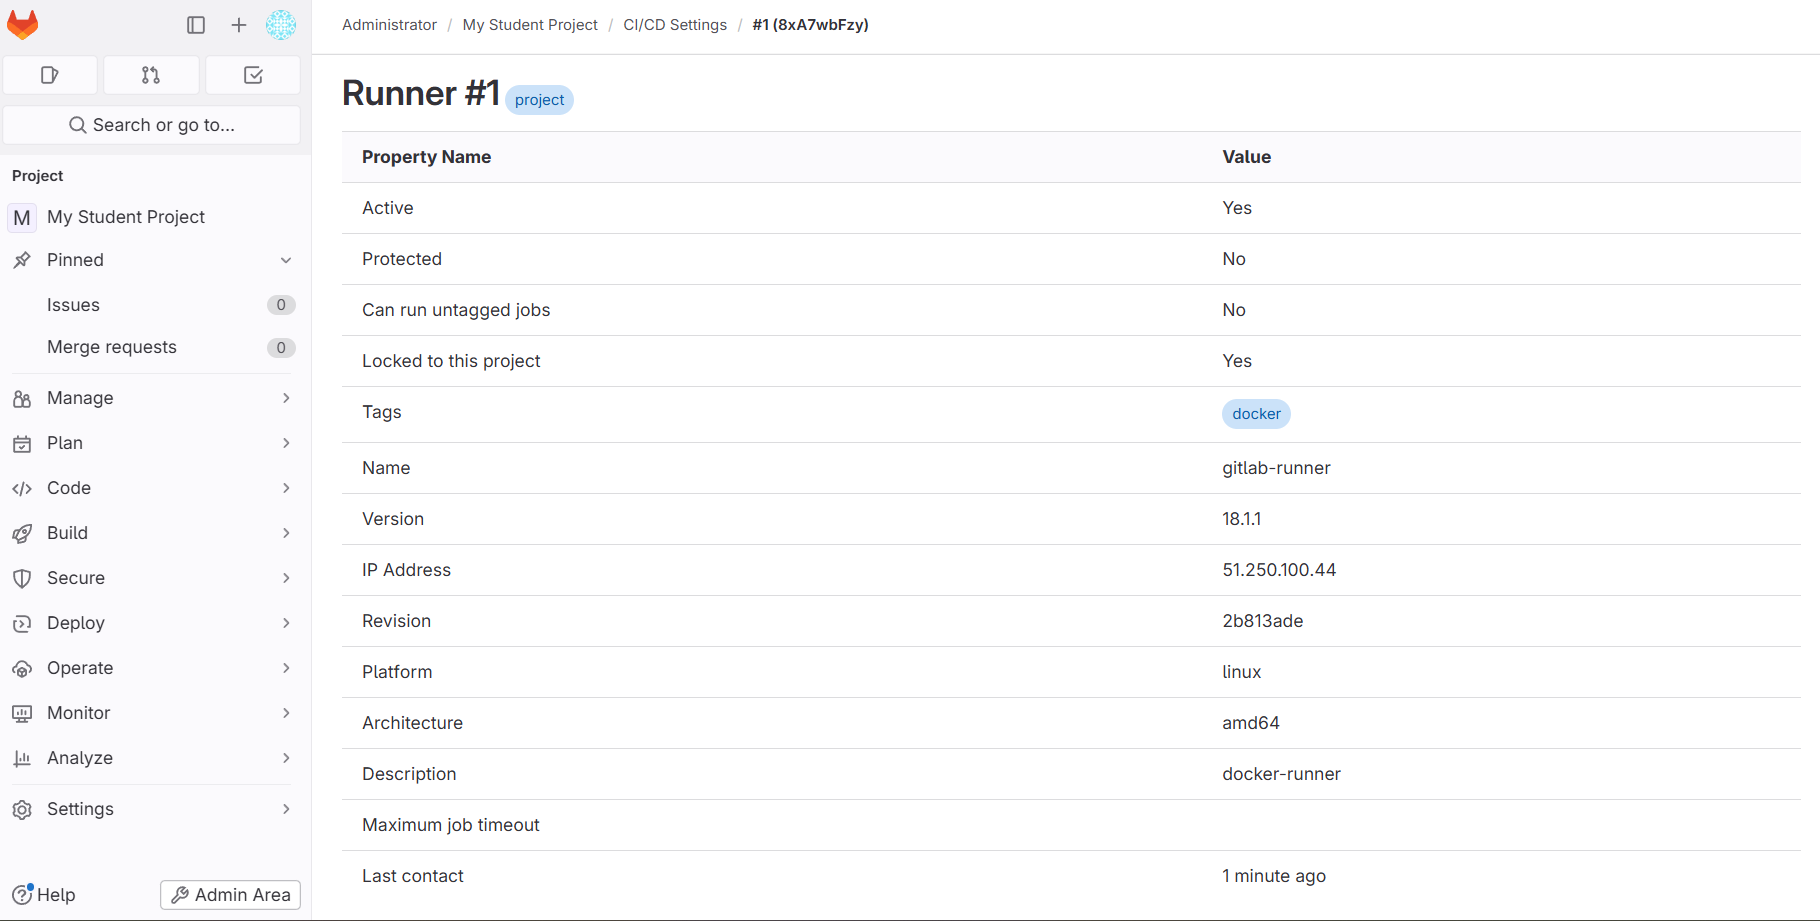 Administrator / My Student Project / CI/CD Settings / #1 (8xA7wbFzy)
Search or go to...
Project
M My Student Project
Pinned
Issues 0
Merge requests 0
Manage
Plan
Code
Build
Secure
Deploy
Operate
Monitor
Analyze
Settings
Help
Admin Area
Runner #1 project
Property Name Value
Active Yes
Protected No
Can run untagged jobs No
Locked to this project Yes
Tags docker
Name gitlab-runner
Version 18.1.1
IP Address 51.250.100.44
Revision 2b813ade
Platform linux
Architecture amd64
Description docker-runner
Maximum job timeout
Last contact 1 minute ago